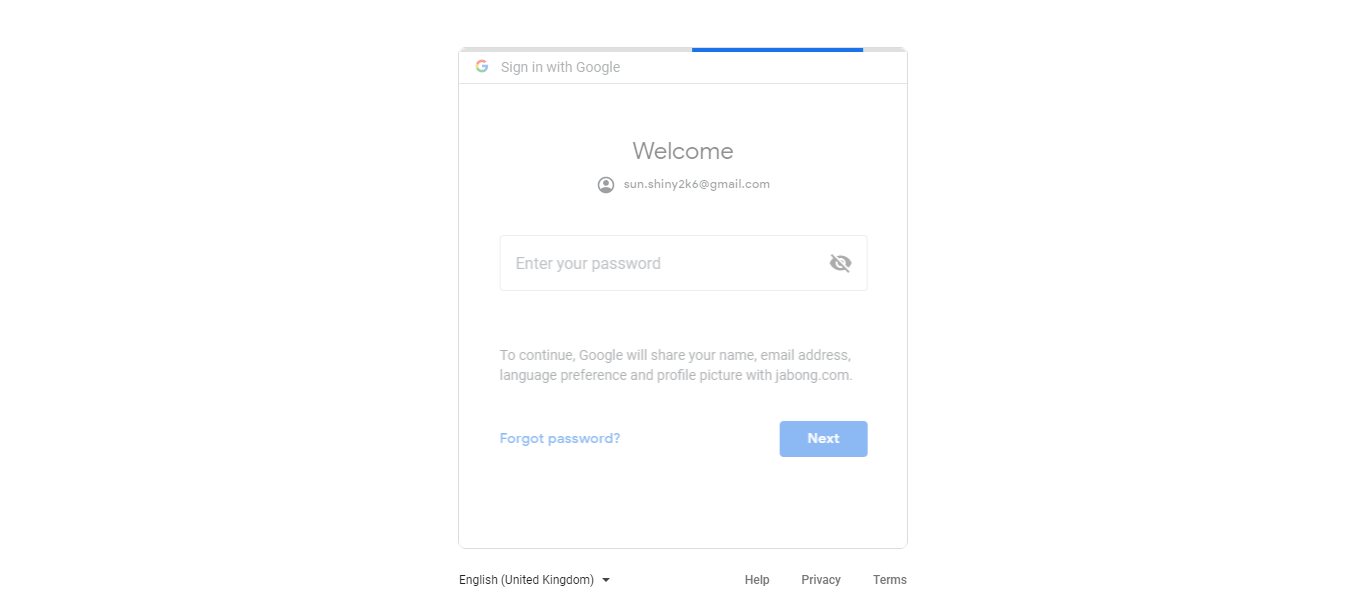 Sign in with Google
Welcome
sun.shiny2k6@gmail.com
Enter your password
To continue, Google will share your name, email address,
language preference and profile picture with jabong.com.
Forgot password?
Next
English (United Kingdom)
Help
Privacy
Terms